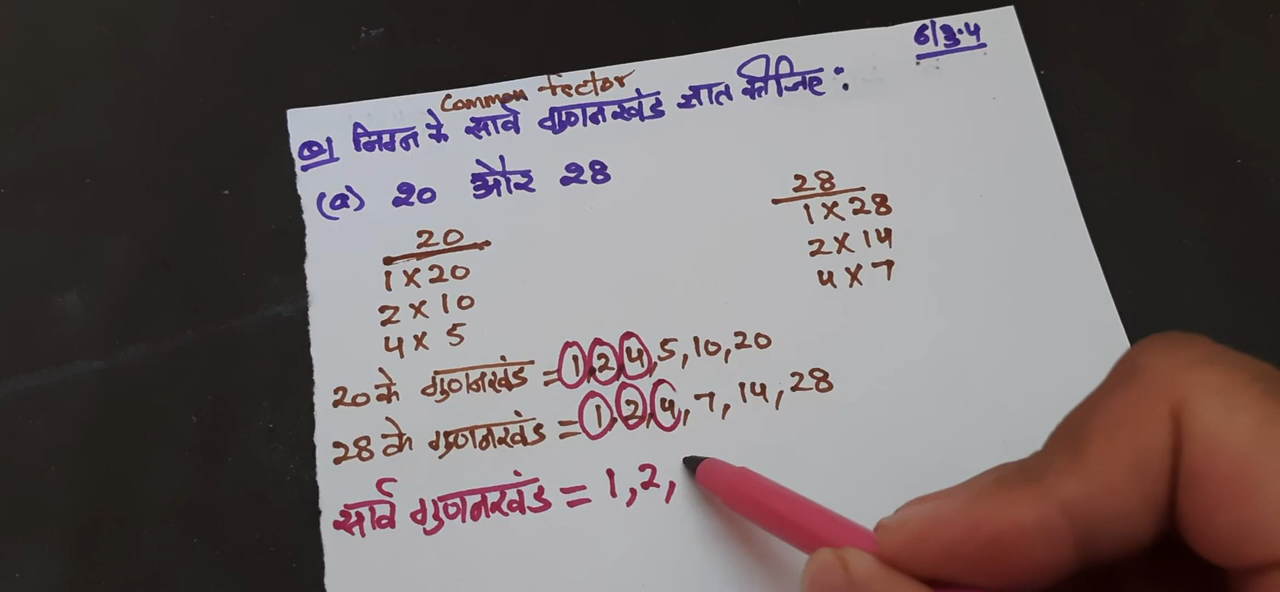 6/3.4
Common fector
Q1 निम्न के सार्व गुणनखंड ज्ञात कीजिए :
(a) 20 और 28
20
1 X 20
2 X 10
4 X 5
28
1 X 28
2 X 14
4 X 7
20 के गुणनखंड = 1, 2, 4, 5, 10, 20
28 के गुणनखंड = 1, 2, 4, 7, 14, 28
सार्व गुणनखंड = 1, 2,